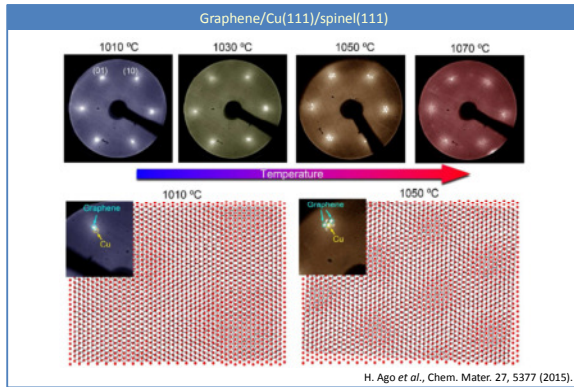 Graphene/Cu(111)/spinel(111)
1010 ºC 1030 ºC 1050 ºC 1070 ºC
(01) (10)
Temperature
1010 ºC 1050 ºC
Graphene Graphene
Cu Cu
H. Ago et al., Chem. Mater. 27, 5377 (2015).